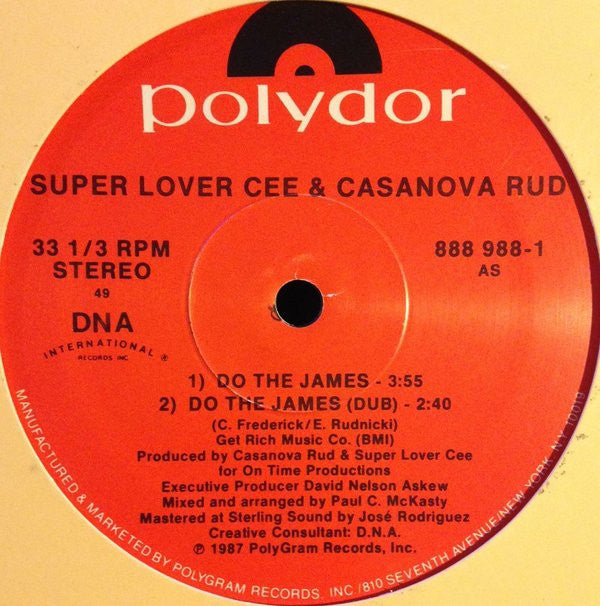 polydor
SUPER LOVER CEE & CASANOVA RUD
33 1/3 RPM
STEREO
49
DNA
INTERNATIONAL
RECORDS INC. ®
888 988-1
AS
1) DO THE JAMES - 3:55
2) DO THE JAMES (DUB) - 2:40
(C. Frederick/E. Rudnicki)
Get Rich Music Co. (BMI)
Produced by Casanova Rud & Super Lover Cee
for On Time Productions
Executive Producer David Nelson Askew
Mixed and arranged by Paul C. McKasty
Mastered at Sterling Sound by José Rodriguez
Creative Consultant: D.N.A.
℗ 1987 PolyGram Records, Inc.
MANUFACTURED & MARKETED BY POLYGRAM RECORDS. INC /810 SEVENTH AVENUE/NEW YORK, NY. 10019